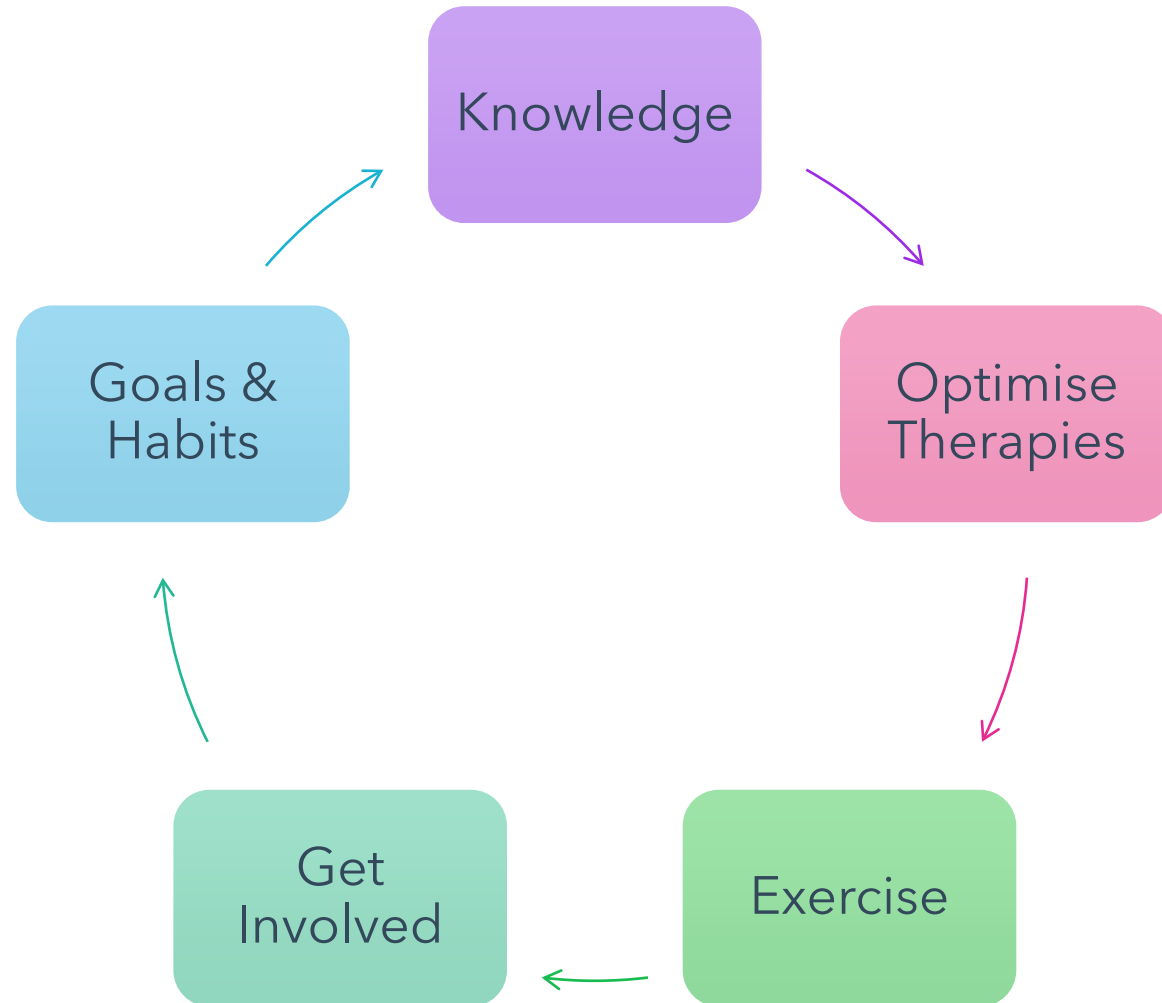 Knowledge
Optimise
Therapies
Exercise
Get
Involved
Goals &
Habits